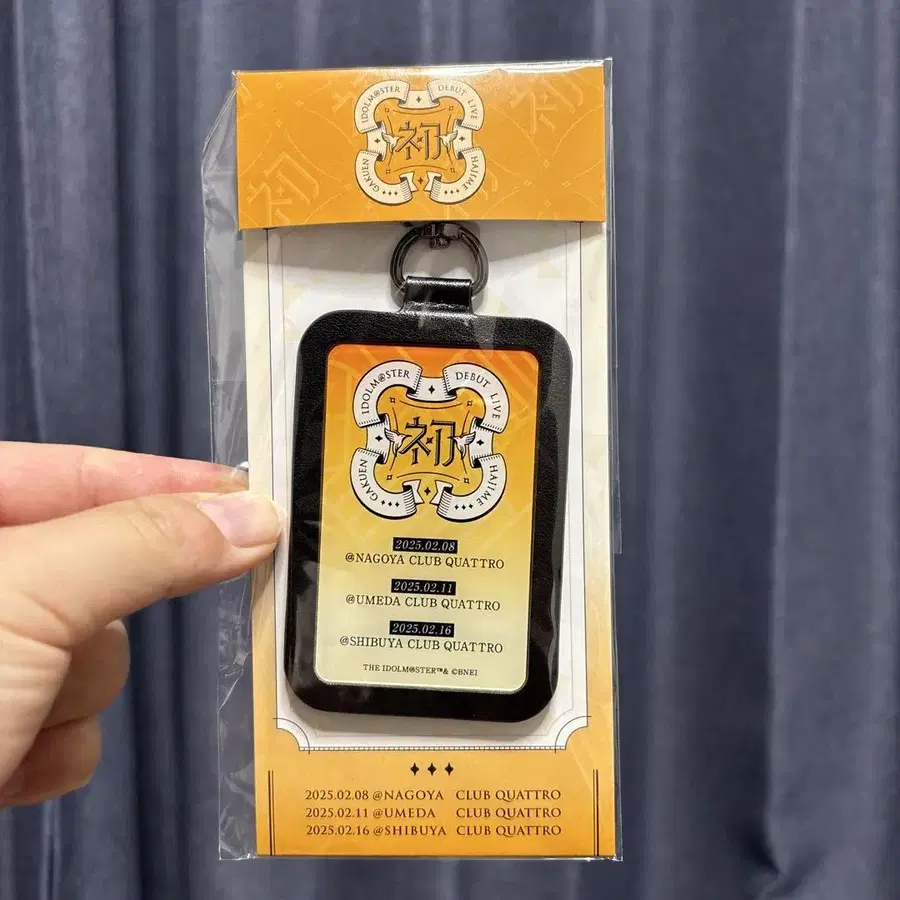 IDOLM@STER DEBUT LIVE
初
GAKUEN HAJIME
初
初
IDOLM@STER DEBUT LIVE
初
GAKUEN HAJIME
2025.02.08
@NAGOYA CLUB QUATTRO
2025.02.11
@UMEDA CLUB QUATTRO
2025.02.16
@SHIBUYA CLUB QUATTRO
THE IDOLM@STER™& ©BNEI
2025.02.08 @NAGOYA CLUB QUATTRO
2025.02.11 @UMEDA CLUB QUATTRO
2025.02.16 @SHIBUYA CLUB QUATTRO